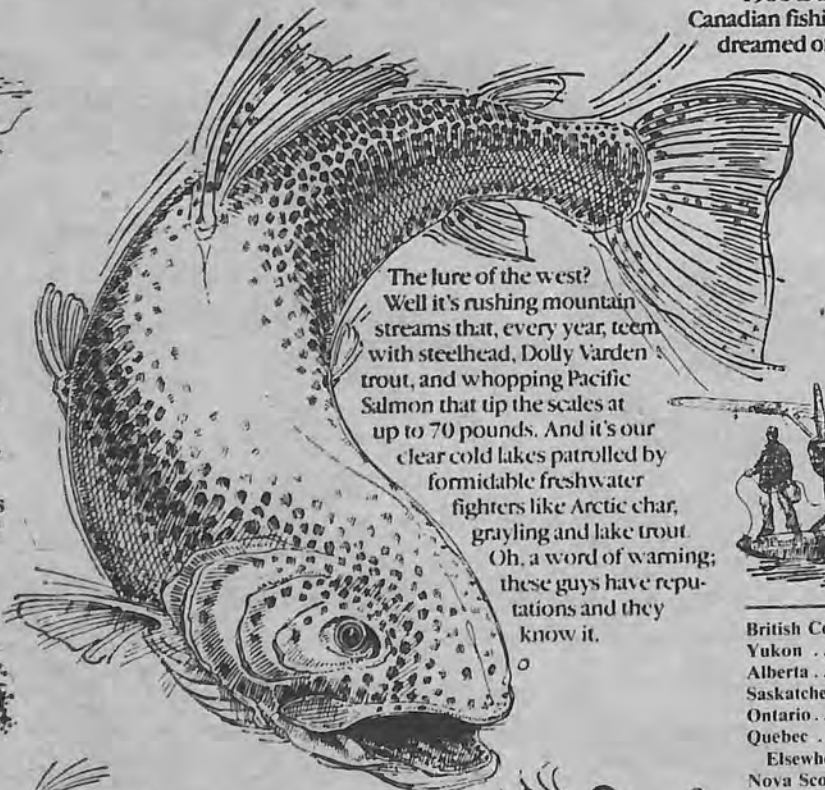 Canadian fishi
dreamed o
The lure of the west?
Well it's rushing mountain
streams that, every year, teem
with steelhead, Dolly Varden
trout, and whopping Pacific
Salmon that tip the scales at
up to 70 pounds. And it's our
clear cold lakes patrolled by
formidable freshwater
fighters like Arctic char,
grayling and lake trout.
Oh, a word of warning;
these guys have repu-
tations and they
know it.
British Co
Yukon . .
Alberta . .
Saskatche
Ontario . .
Quebec .
Elsewhe
Nova Sco